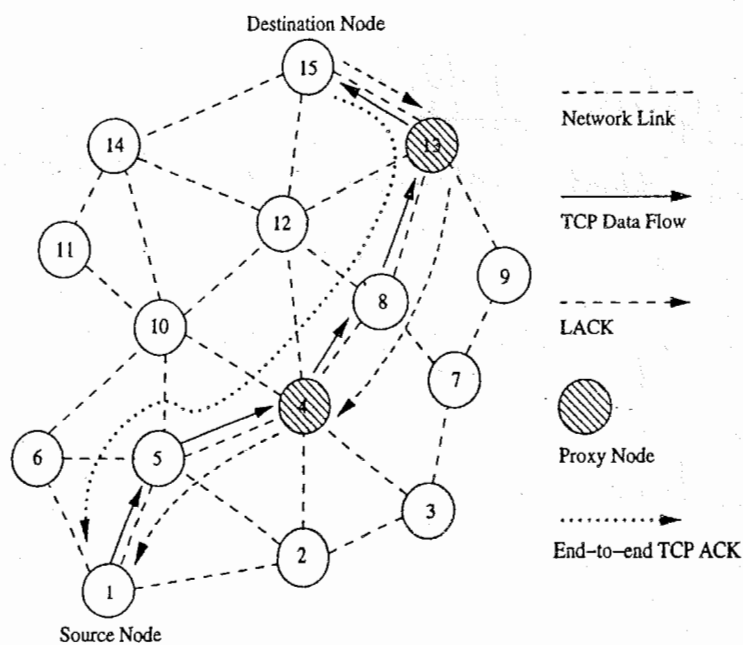 Destination Node
15
14
13
12
11
9
8
10
7
4
6
5
3
2
1
Source Node
Network Link
TCP Data Flow
LACK
Proxy Node
End-to-end TCP ACK